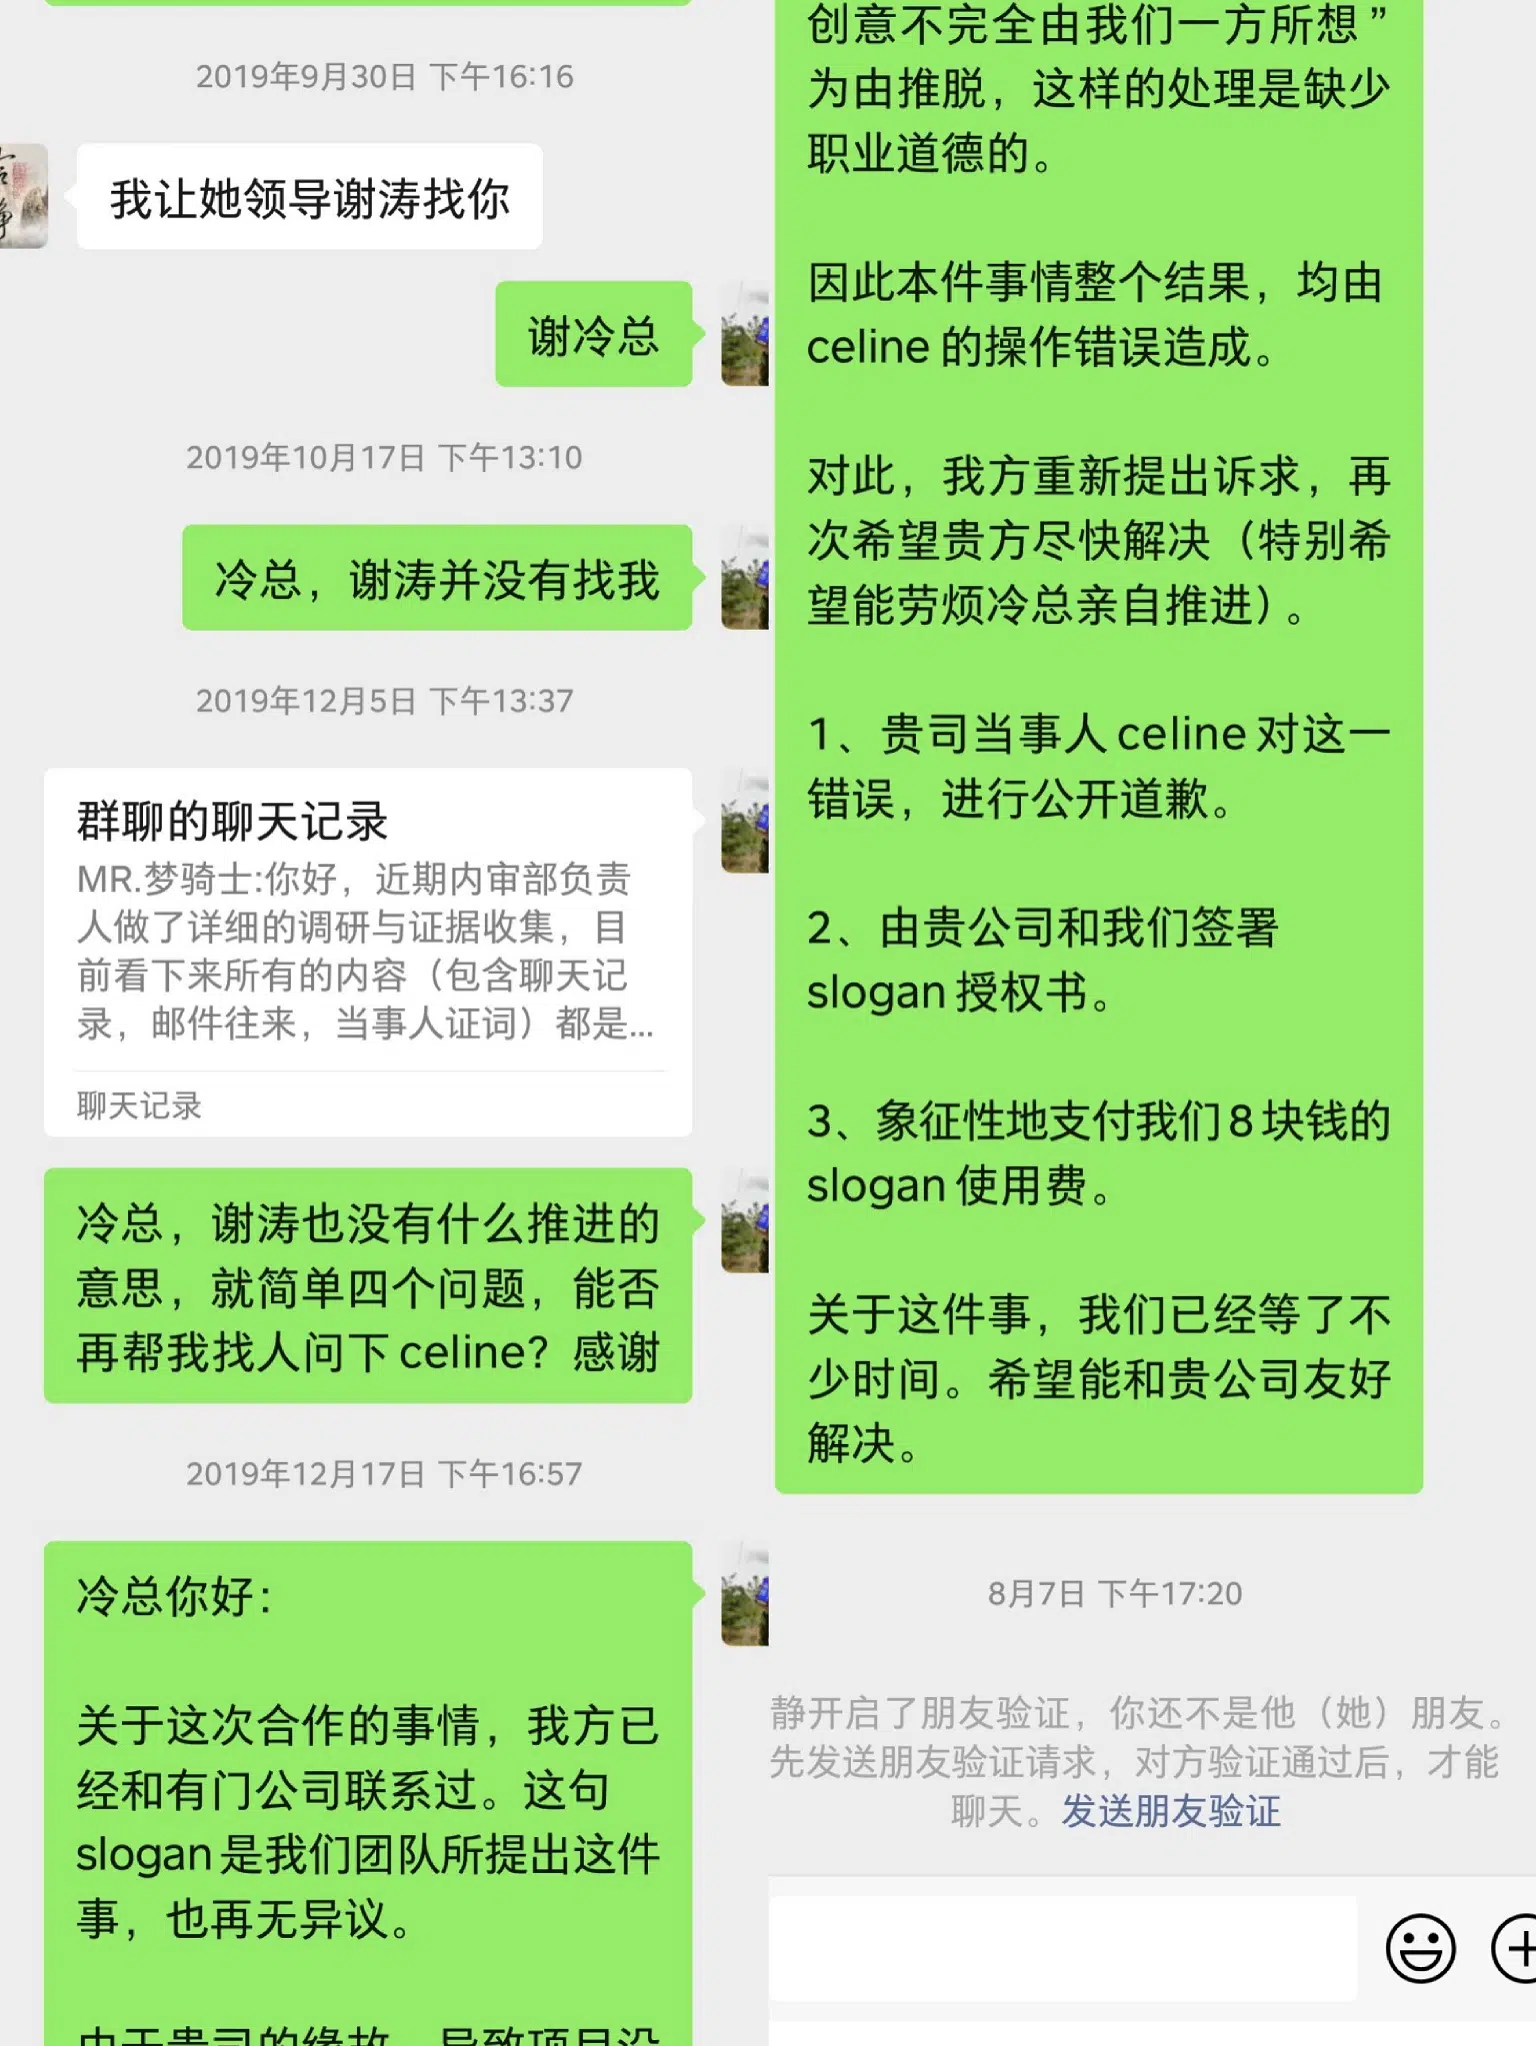 2019年9月30日 下午16:16
我让她领导谢涛找你
谢冷总
2019年10月17日 下午13:10
冷总，谢涛并没有找我
2019年12月5日 下午13:37
群聊的聊天记录
MR.梦骑士:你好，近期内审部负责
人做了详细的调研与证据收集，目
前看下来所有的内容（包含聊天记
录，邮件往来，当事人证词）都是...
聊天记录
冷总，谢涛也没有什么推进的
意思，就简单四个问题，能否
再帮我找人问下celine？感谢
2019年12月17日 下午16:57
冷总你好：
关于这次合作的事情，我方已
经和有门公司联系过。这句
slogan是我们团队所提出这件
事，也再无异议。
由于贵司的缘故，导致项目没
创意不完全由我们一方所想”
为由推脱，这样的处理是缺少
职业道德的。
因此本件事情整个结果，均由
celine的操作错误造成。
对此，我方重新提出诉求，再
次希望贵方尽快解决（特别希
望能劳烦冷总亲自推进）。
1、贵司当事人celine对这一
错误，进行公开道歉。
2、由贵公司和我们签署
slogan授权书。
3、象征性地支付我们8块钱的
slogan使用费。
关于这件事，我们已经等了不
少时间。希望能和贵公司友好
解决。
8月7日 下午17:20
静开启了朋友验证，你还不是他（她）朋友。
先发送朋友验证请求，对方验证通过后，才能
聊天。发送朋友验证